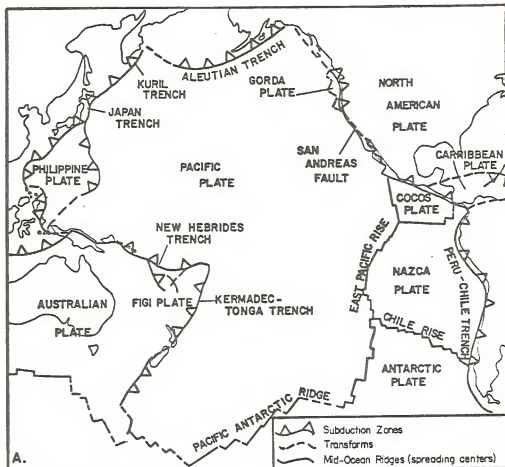 KURIL
TRENCH
ALEUTIAN TRENCH
GORDA
PLATE
NORTH
AMERICAN
PLATE
JAPAN
TRENCH
SAN
ANDREAS
FAULT
CARRIBBEAN
PLATE
PHILIPPINE
PLATE
PACIFIC
PLATE
COCOS
PLATE
NEW HEBRIDES
TRENCH
EAST PACIFIC RISE
NAZCA
PLATE
PERU-CHILE TRENCH
AUSTRALIAN
PLATE
FIGI PLATE
KERMADEC-
TONGA TRENCH
CHILE RISE
ANTARCTIC
PLATE
PACIFIC ANTARCTIC RIDGE
A.
Subduction Zones
Transforms
Mid-Ocean Ridges (spreading centers)